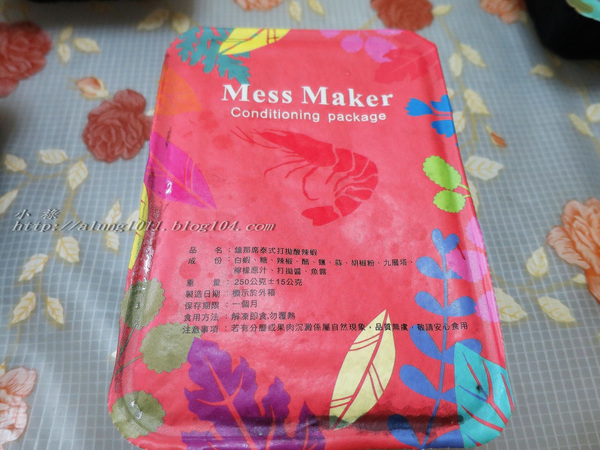 Mess Maker
Conditioning package
小蔡 http://alung1011.blog104.com
品 名：鐳那席泰式打拋酸辣蝦
成 份：白蝦、糖、辣椒、醋、鹽、蒜、胡椒粉、九層塔、
檸檬原汁、打拋醬、魚露
重 量：250公克±15公克
製造日期：標示於外箱
保存期限：一個月
食用方法：解凍即食,勿覆熱
注意事項：若有分層或果肉沉澱係屬自然現象，品質無虞，敬請安心食用